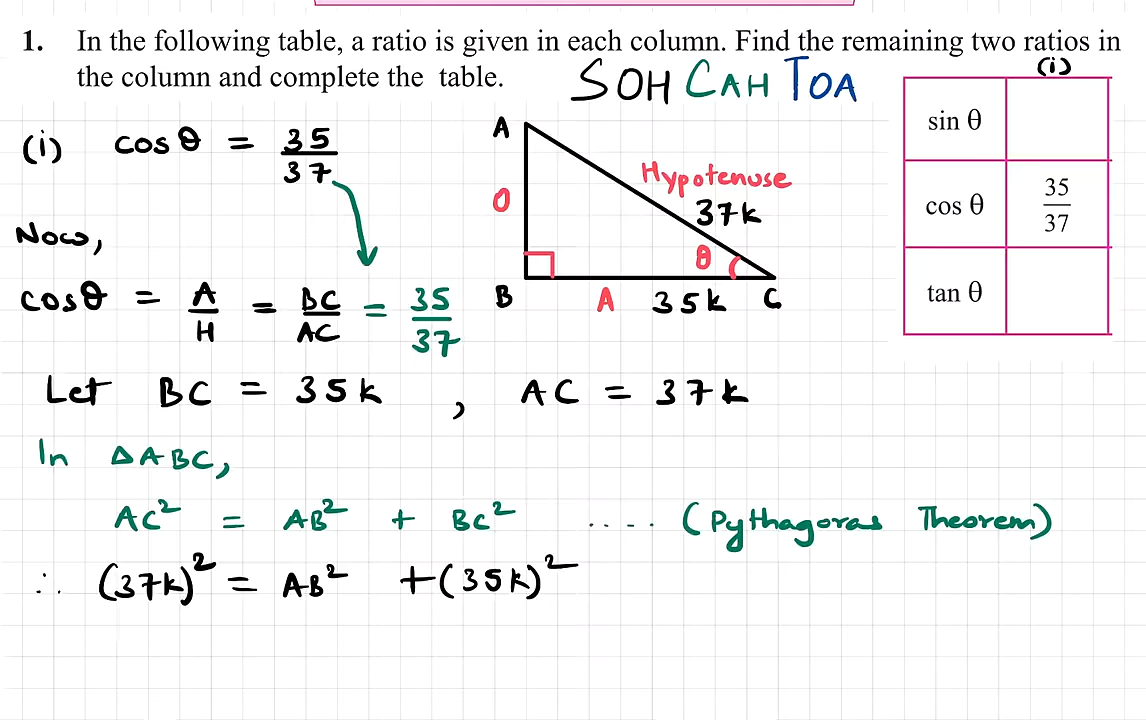 1. In the following table, a ratio is given in each column. Find the remaining two ratios in
the column and complete the table.
SOH CAH TOA
(i)
sin θ
cos θ 35/37
tan θ
(i) cos θ = 35/37
A
O
Hypotenuse
37k
θ
B A 35k C
Now,
cosθ = A/H = BC/AC = 35/37
Let BC = 35k , AC = 37k
In ΔABC,
AC² = AB² + BC² .... (Pythagoras Theorem)
∴ (37k)² = AB² + (35k)²